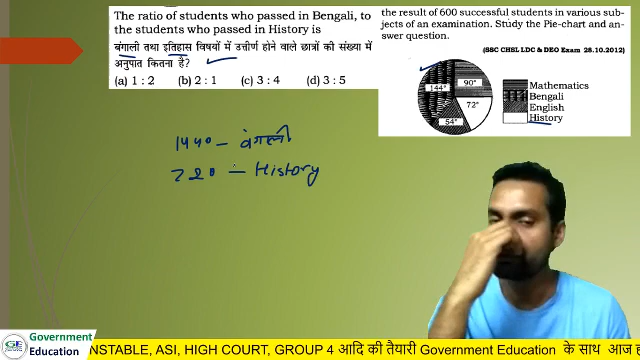 The ratio of students who passed in Bengali, to
the students who passed in History is
बंगाली तथा इतिहास विषयों में उत्तीर्ण होने वाले छात्रों की संख्या में
अनुपात कितना है?
(a) 1 : 2 (b) 2 : 1 (c) 3 : 4 (d) 3 : 5
the result of 600 successful students in various sub-
jects of an examination. Study the Pie-chart and an-
swer question.
(SSC CHSL LDC & DEO Exam 28.10.2012)
144° 90°
72°
54°
Mathematics
Bengali
English
History
720 – History
Government
Education
GE
NSTABLE, ASI, HIGH COURT, GROUP 4 आदि की तैयारी Government Education के साथ आज ह